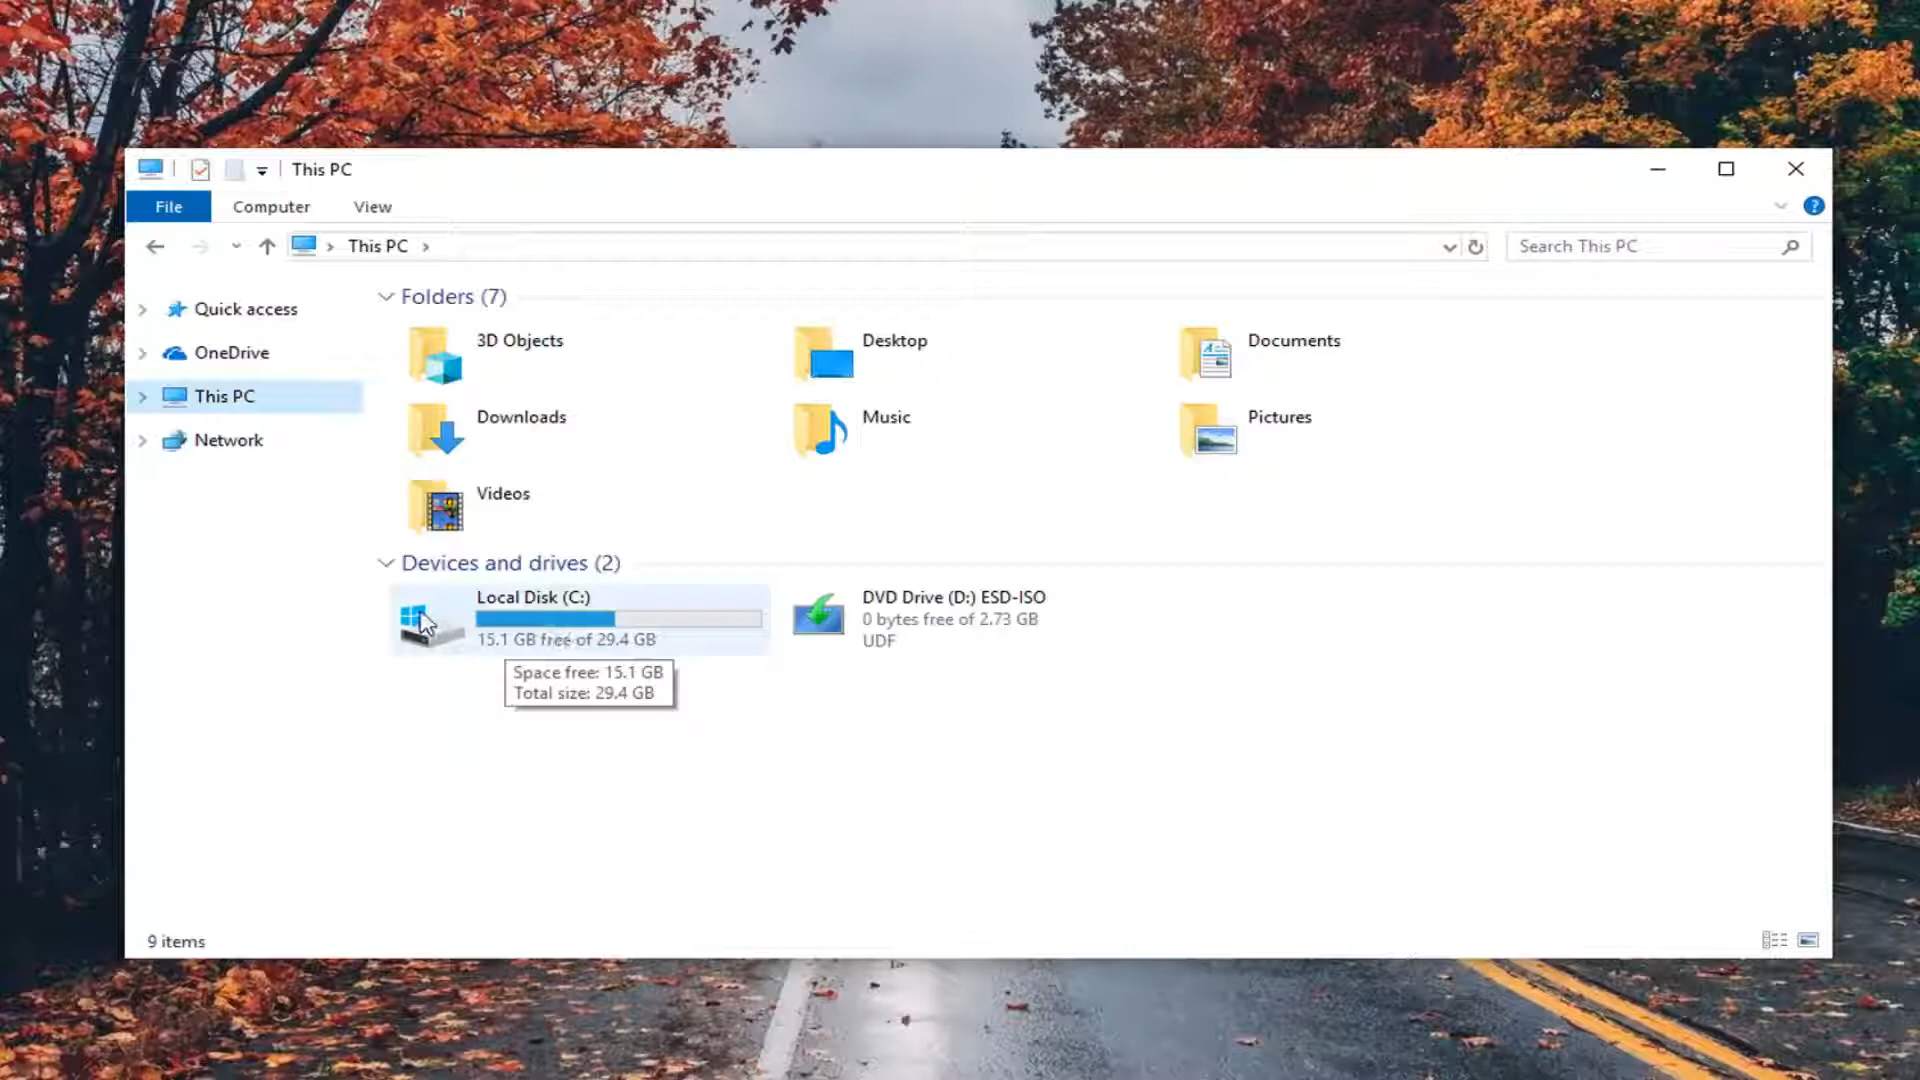 This PC
File
Computer
View
This PC
Search This PC
Quick access
OneDrive
This PC
Network
Folders (7)
3D Objects
Desktop
Documents
Downloads
Music
Pictures
Videos
Devices and drives (2)
Local Disk (C:)
15.1 GB free of 29.4 GB
DVD Drive (D:) ESD-ISO
0 bytes free of 2.73 GB
UDF
Space free: 15.1 GB
Total size: 29.4 GB
9 items